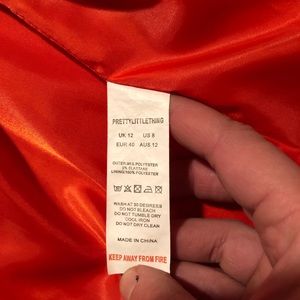 PRETTYLITTLETHING
UK 12 US 8
EUR 40 AUS 12
OUTER:95% POLYESTER
5% ELASTANE
LINING:100% POLYESTER
WASH AT 30 DEGREES
DO NOT BLEACH
DO NOT TUMBLE DRY
COOL IRON
DO NOT DRY CLEAN
MADE IN CHINA
KEEP AWAY FROM FIRE